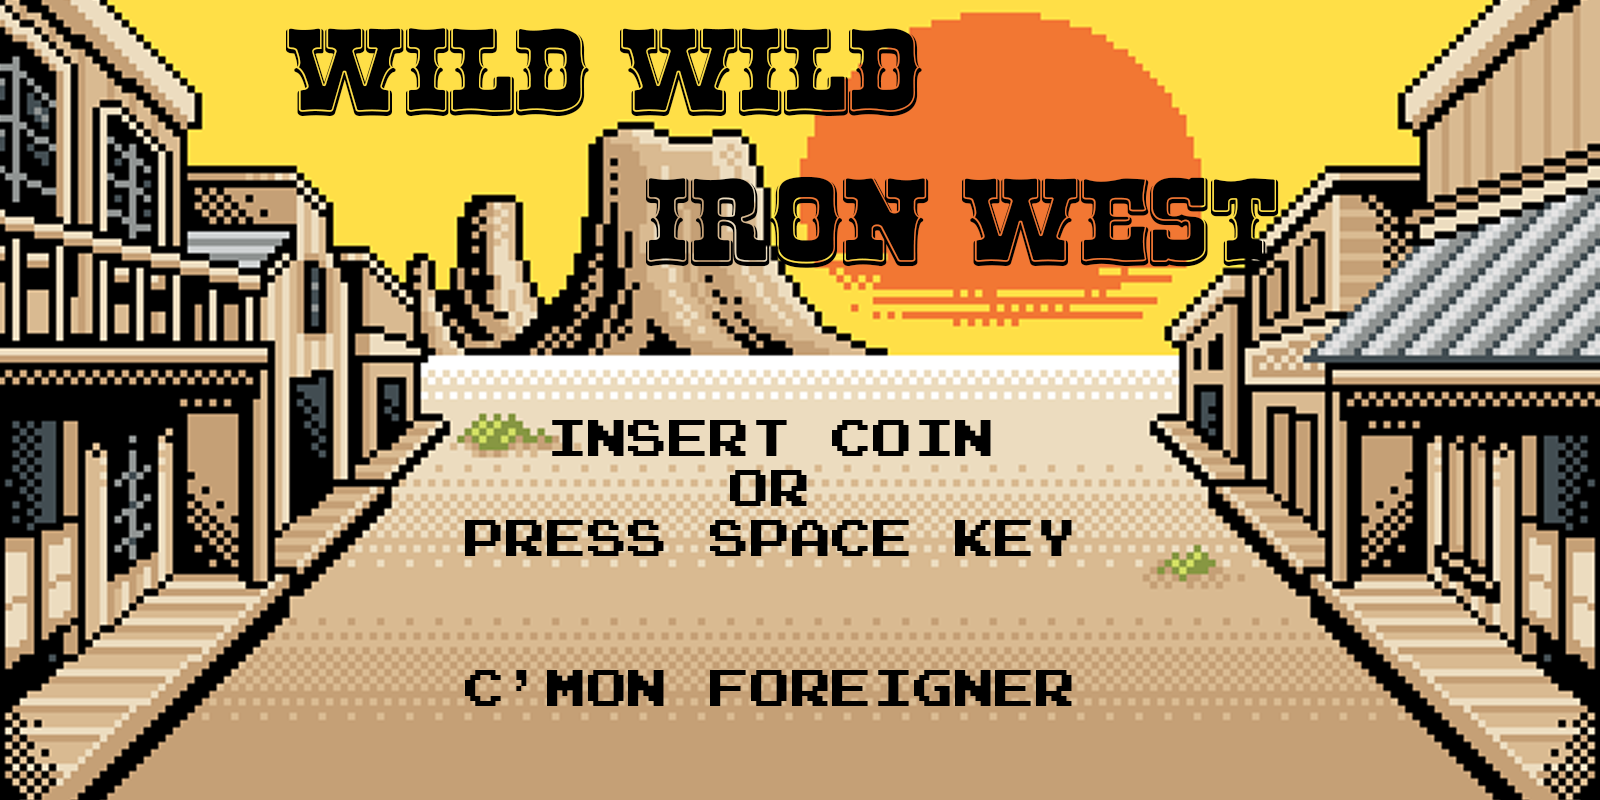 WILD WILD
IRON WEST
INSERT COIN
OR
PRESS SPACE KEY
C'MON FOREIGNER